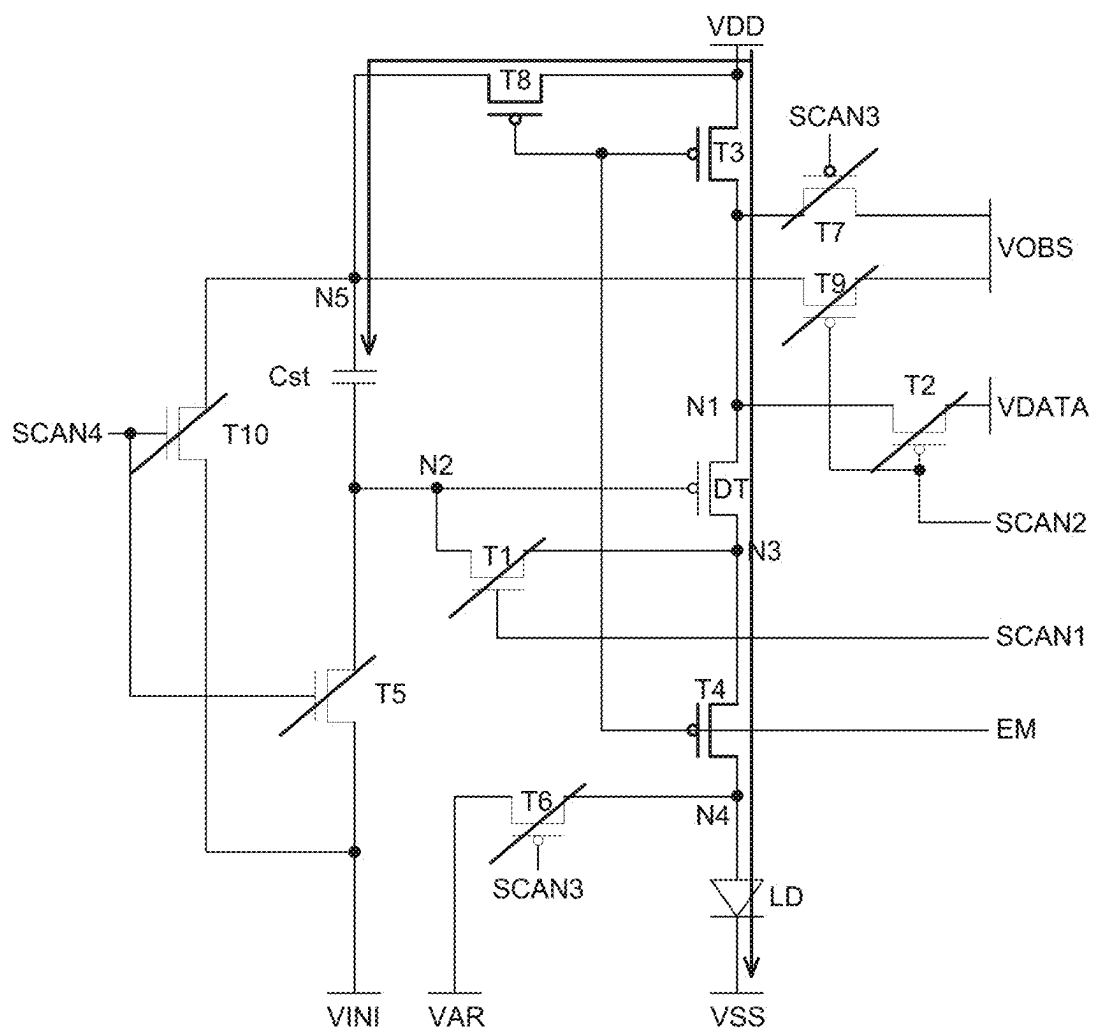 VDD
T8
SCAN3
T3
T7
VOBS
N5
T9
Cst
T2
N1
VDATA
SCAN4
T10
N2
DT
SCAN2
T1
N3
SCAN1
T5
T4
EM
T6
N4
SCAN3
LD
VINI
VAR
VSS